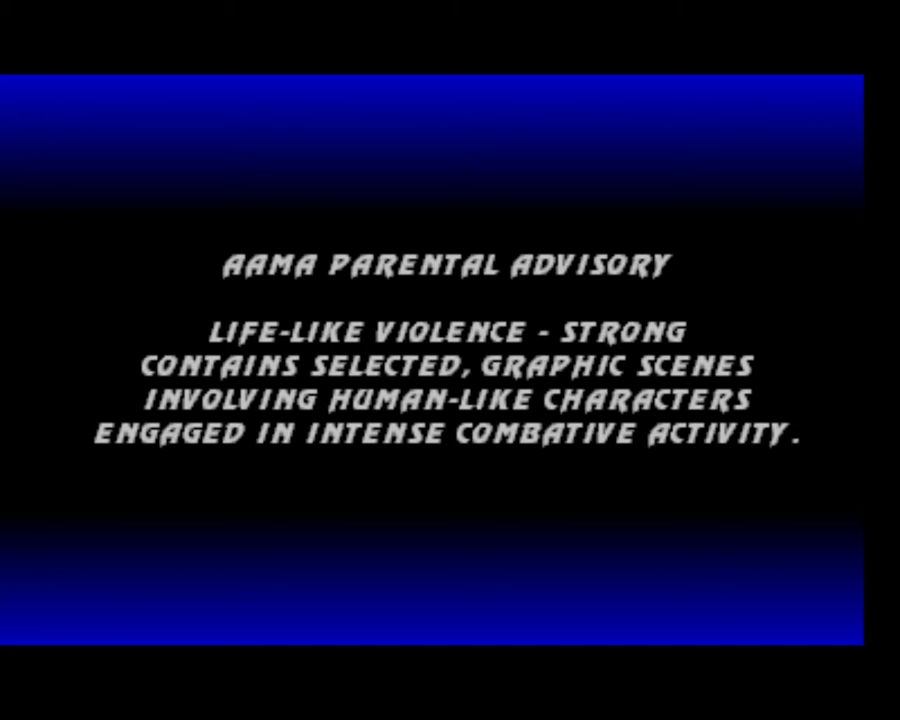 AAMA PARENTAL ADVISORY
LIFE-LIKE VIOLENCE - STRONG
CONTAINS SELECTED, GRAPHIC SCENES
INVOLVING HUMAN-LIKE CHARACTERS
ENGAGED IN INTENSE COMBATIVE ACTIVITY.